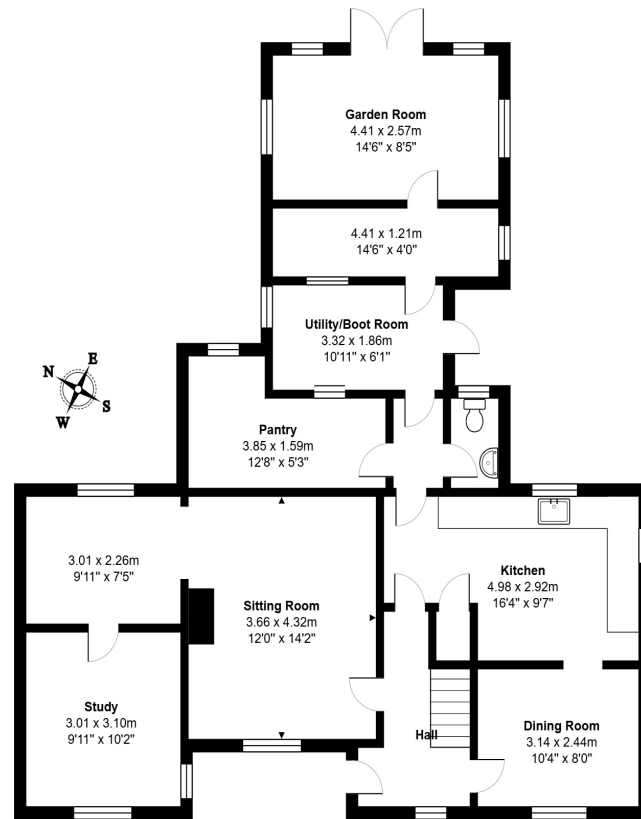 Garden Room
4.41 x 2.57m
14'6" x 8'5"
4.41 x 1.21m
14'6" x 4'0"
Utility/Boot Room
3.32 x 1.86m
10'11" x 6'1"
N
E
S
W
Pantry
3.85 x 1.59m
12'8" x 5'3"
3.01 x 2.26m
9'11" x 7'5"
Sitting Room
3.66 x 4.32m
12'0" x 14'2"
Kitchen
4.98 x 2.92m
16'4" x 9'7"
Study
3.01 x 3.10m
9'11" x 10'2"
Hall
Dining Room
3.14 x 2.44m
10'4" x 8'0"